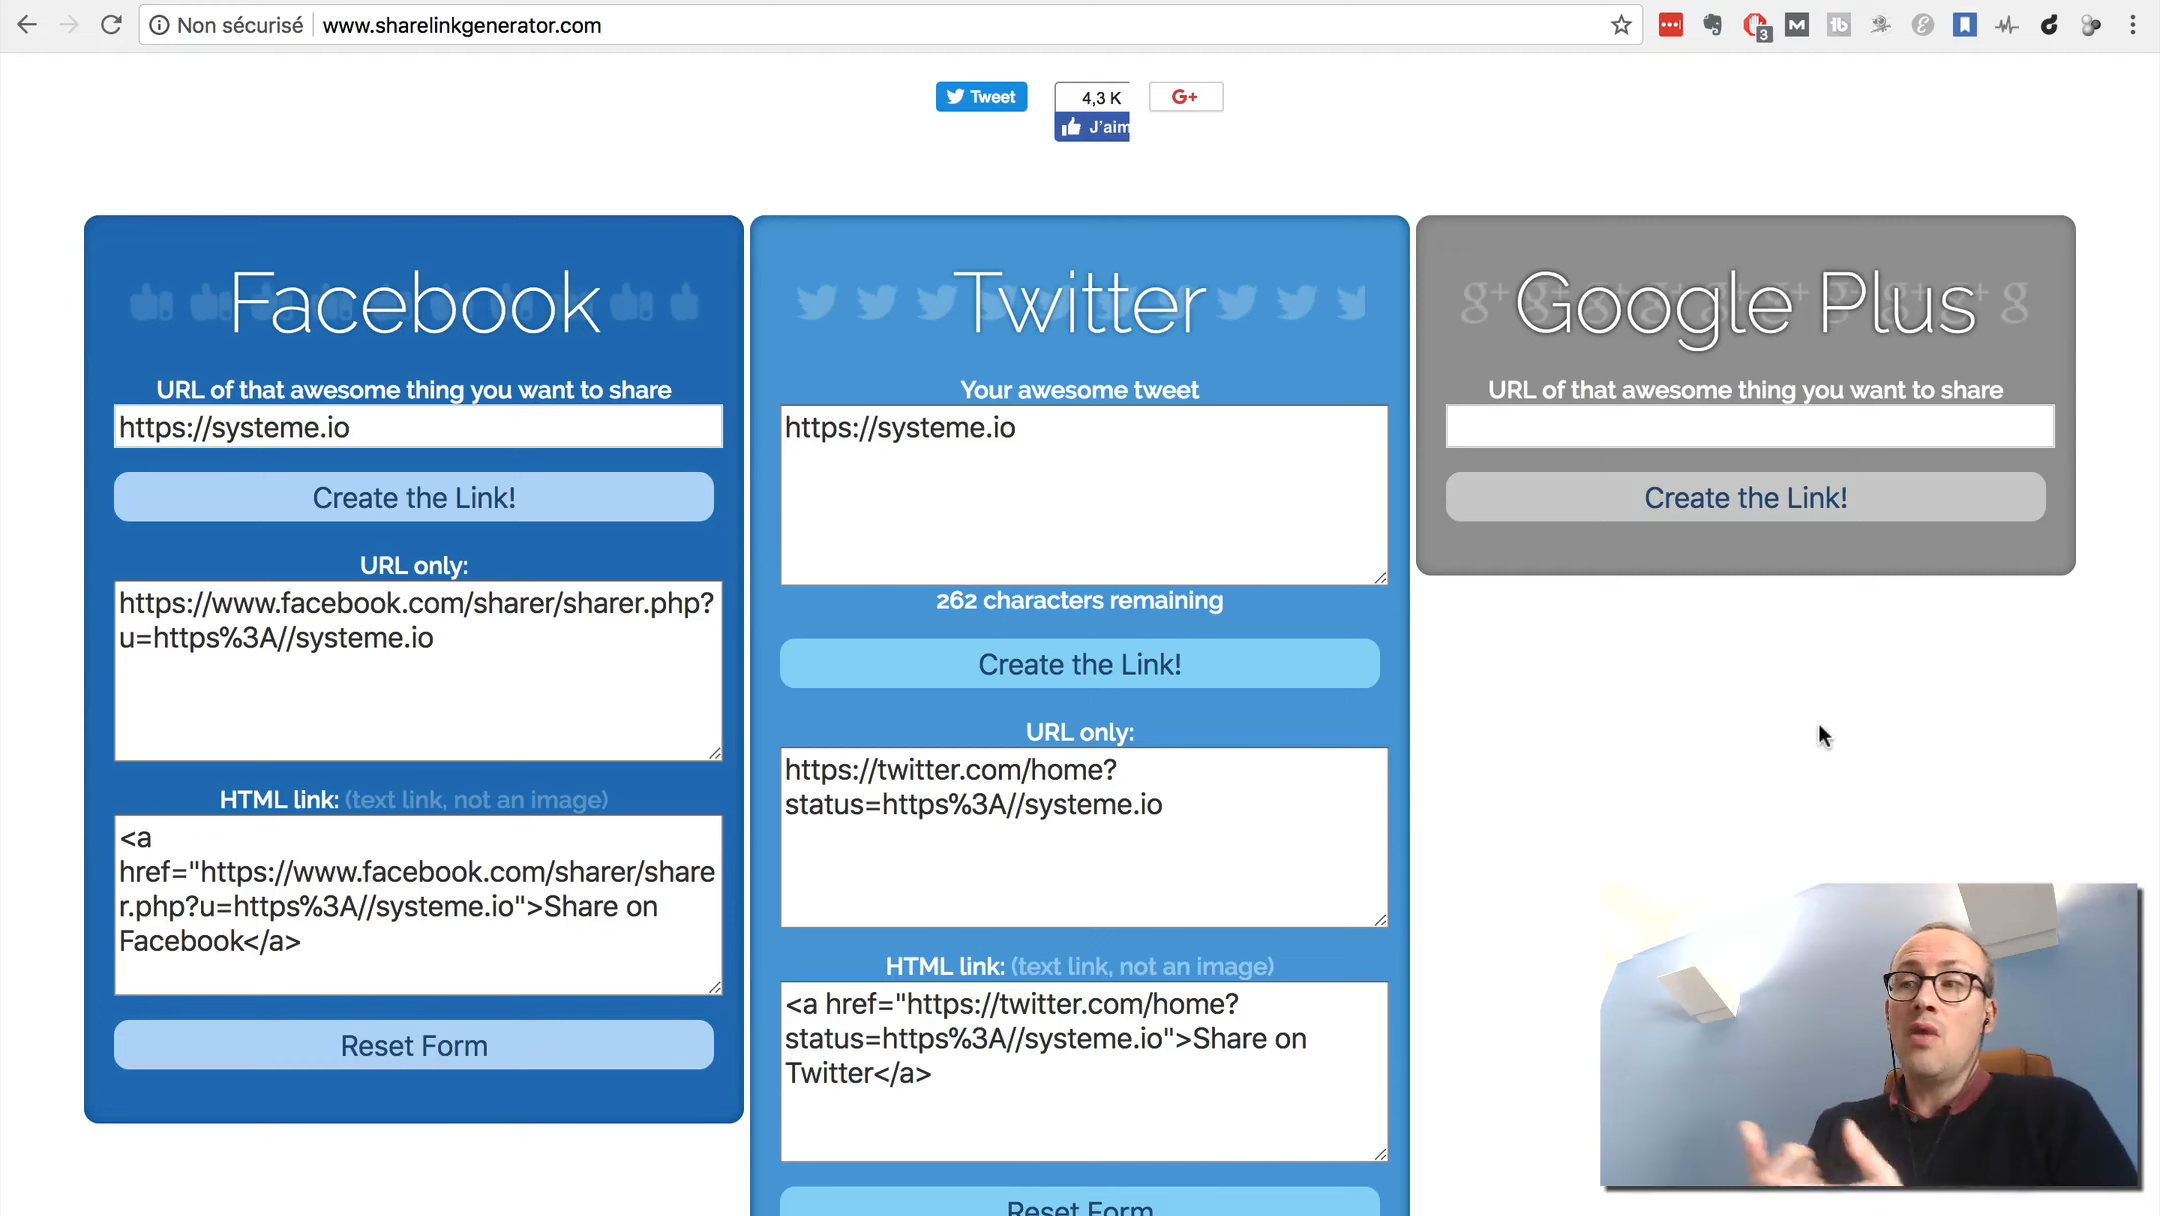 Non sécurisé www.sharelinkgenerator.com
3
Tweet
4,3 K
J'aim
G+
Facebook
URL of that awesome thing you want to share
https://systeme.io
Create the Link!
URL only:
https://www.facebook.com/sharer/sharer.php?
u=https%3A//systeme.io
HTML link: (text link, not an image)
<a
href="https://www.facebook.com/sharer/share
r.php?u=https%3A//systeme.io">Share on
Facebook</a>
Reset Form
Twitter
Your awesome tweet
https://systeme.io
262 characters remaining
Create the Link!
URL only:
https://twitter.com/home?
status=https%3A//systeme.io
HTML link: (text link, not an image)
<a href="https://twitter.com/home?
status=https%3A//systeme.io">Share on
Twitter</a>
Reset Form
Google Plus
URL of that awesome thing you want to share
Create the Link!